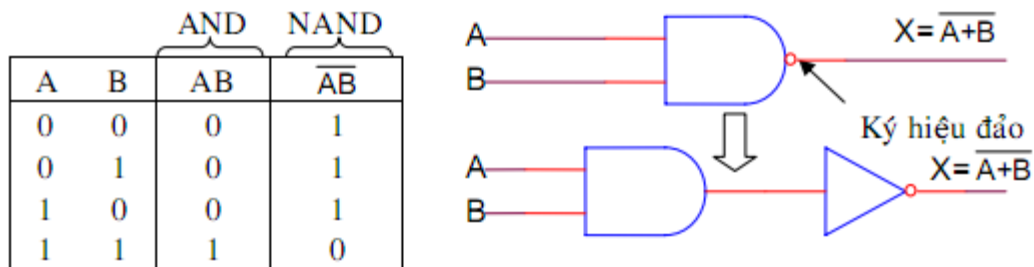 AND NAND
A B AB A̅B̅
0 0 0 1
0 1 0 1
1 0 0 1
1 1 1 0
A
B
X= A̅+̅B̅
Ký hiệu đảo
A
B
X= A̅+̅B̅